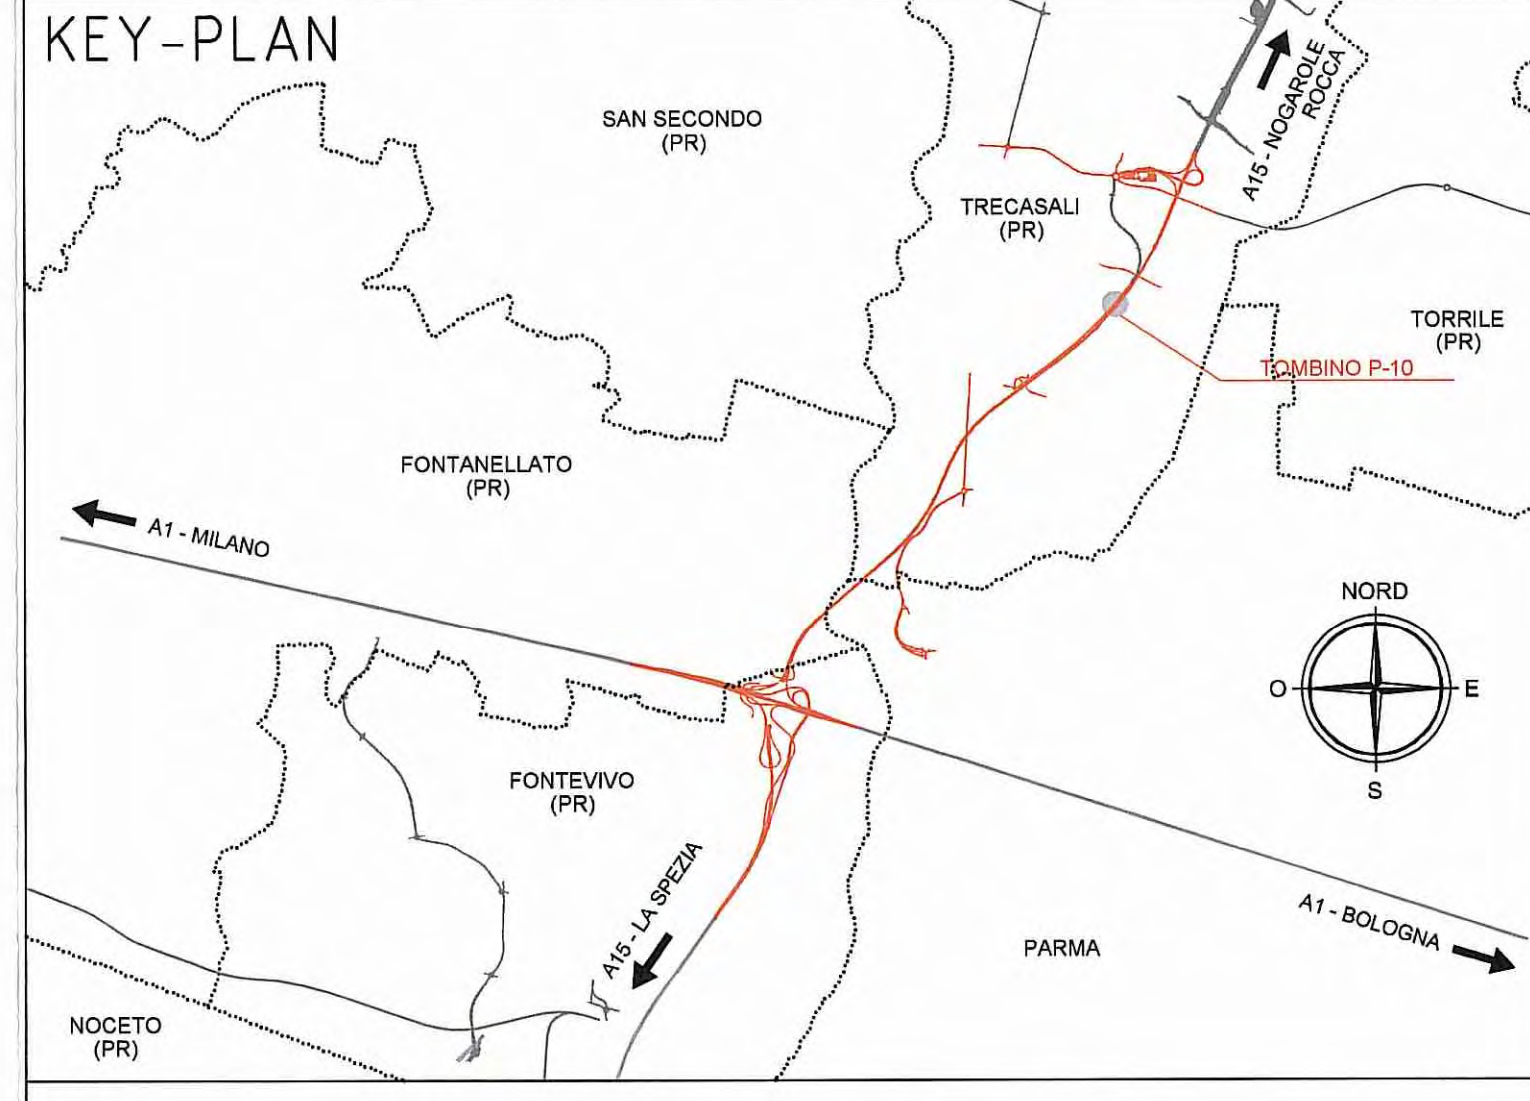 KEY-PLAN
SAN SECONDO
(PR)
A15 - NOGAROLE
ROCCA
TRECASALI
(PR)
TORRILE
(PR)
TOMBINO P-10
FONTANELLATO
(PR)
A1 - MILANO
NORD
O
E
S
FONTEVIVO
(PR)
A15 - LA SPEZIA
A1 - BOLOGNA
PARMA
NOCETO
(PR)